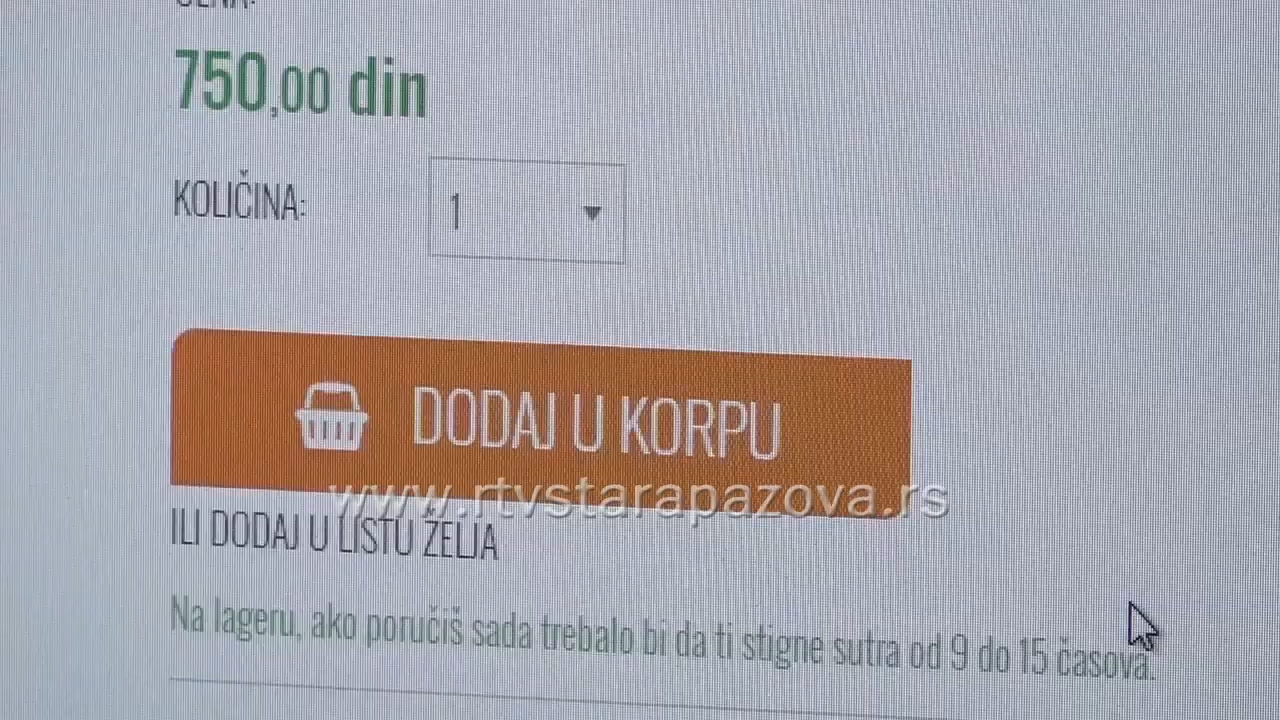 CENA:
750,00 din
KOLIČINA:
1
DODAJ U KORPU
www.rtvstarapazova.rs
ILI DODAJ U LISTU ŽELJA
Na lageru, ako poručiš sada trebalo bi da ti stigne sutra od 9 do 15 časova.